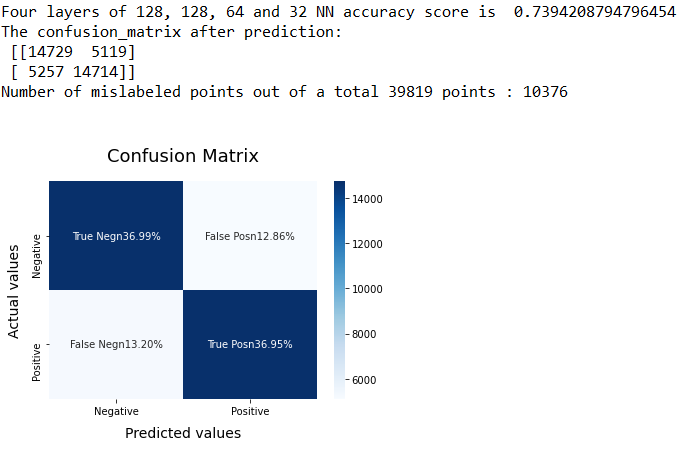 Four layers of 128, 128, 64 and 32 NN accuracy score is  0.7394208794796454
The confusion_matrix after prediction:
 [[14729  5119]
 [ 5257 14714]]
Number of mislabeled points out of a total 39819 points : 10376
Confusion Matrix
True Negn36.99%
False Posn12.86%
False Negn13.20%
True Posn36.95%
Negative
Positive
Actual values
Negative
Positive
Predicted values
14000
12000
10000
8000
6000